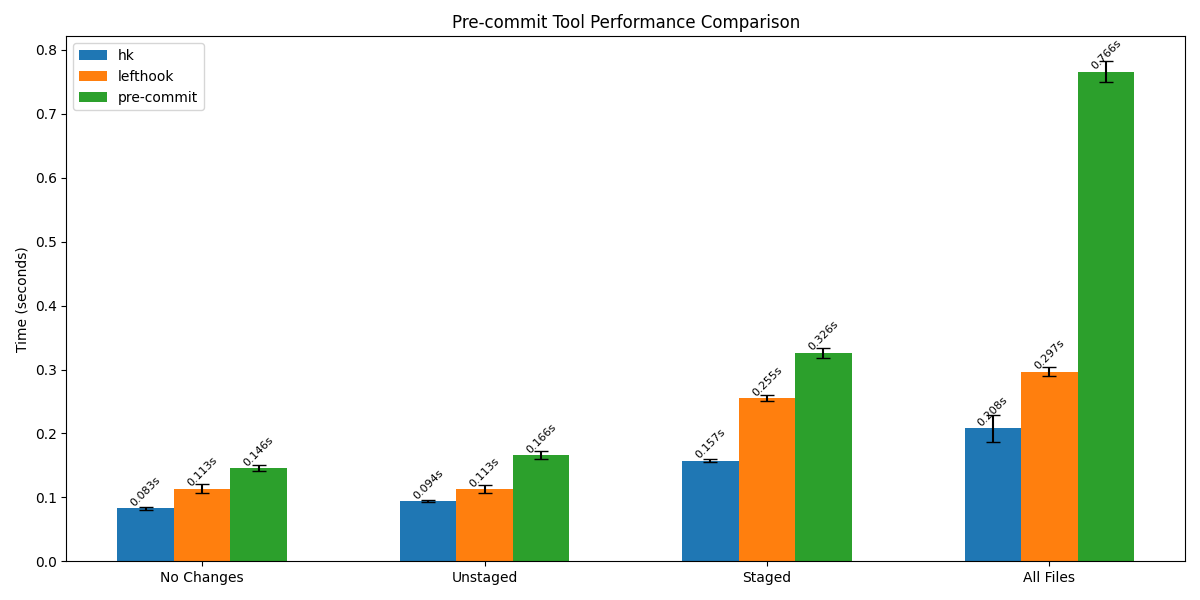 Pre-commit Tool Performance Comparison
hk
lefthook
pre-commit
Time (seconds)
0.8
0.7
0.6
0.5
0.4
0.3
0.2
0.1
0.0
0.083s
0.113s
0.146s
0.094s
0.113s
0.166s
0.157s
0.255s
0.326s
0.208s
0.297s
0.766s
No Changes
Unstaged
Staged
All Files